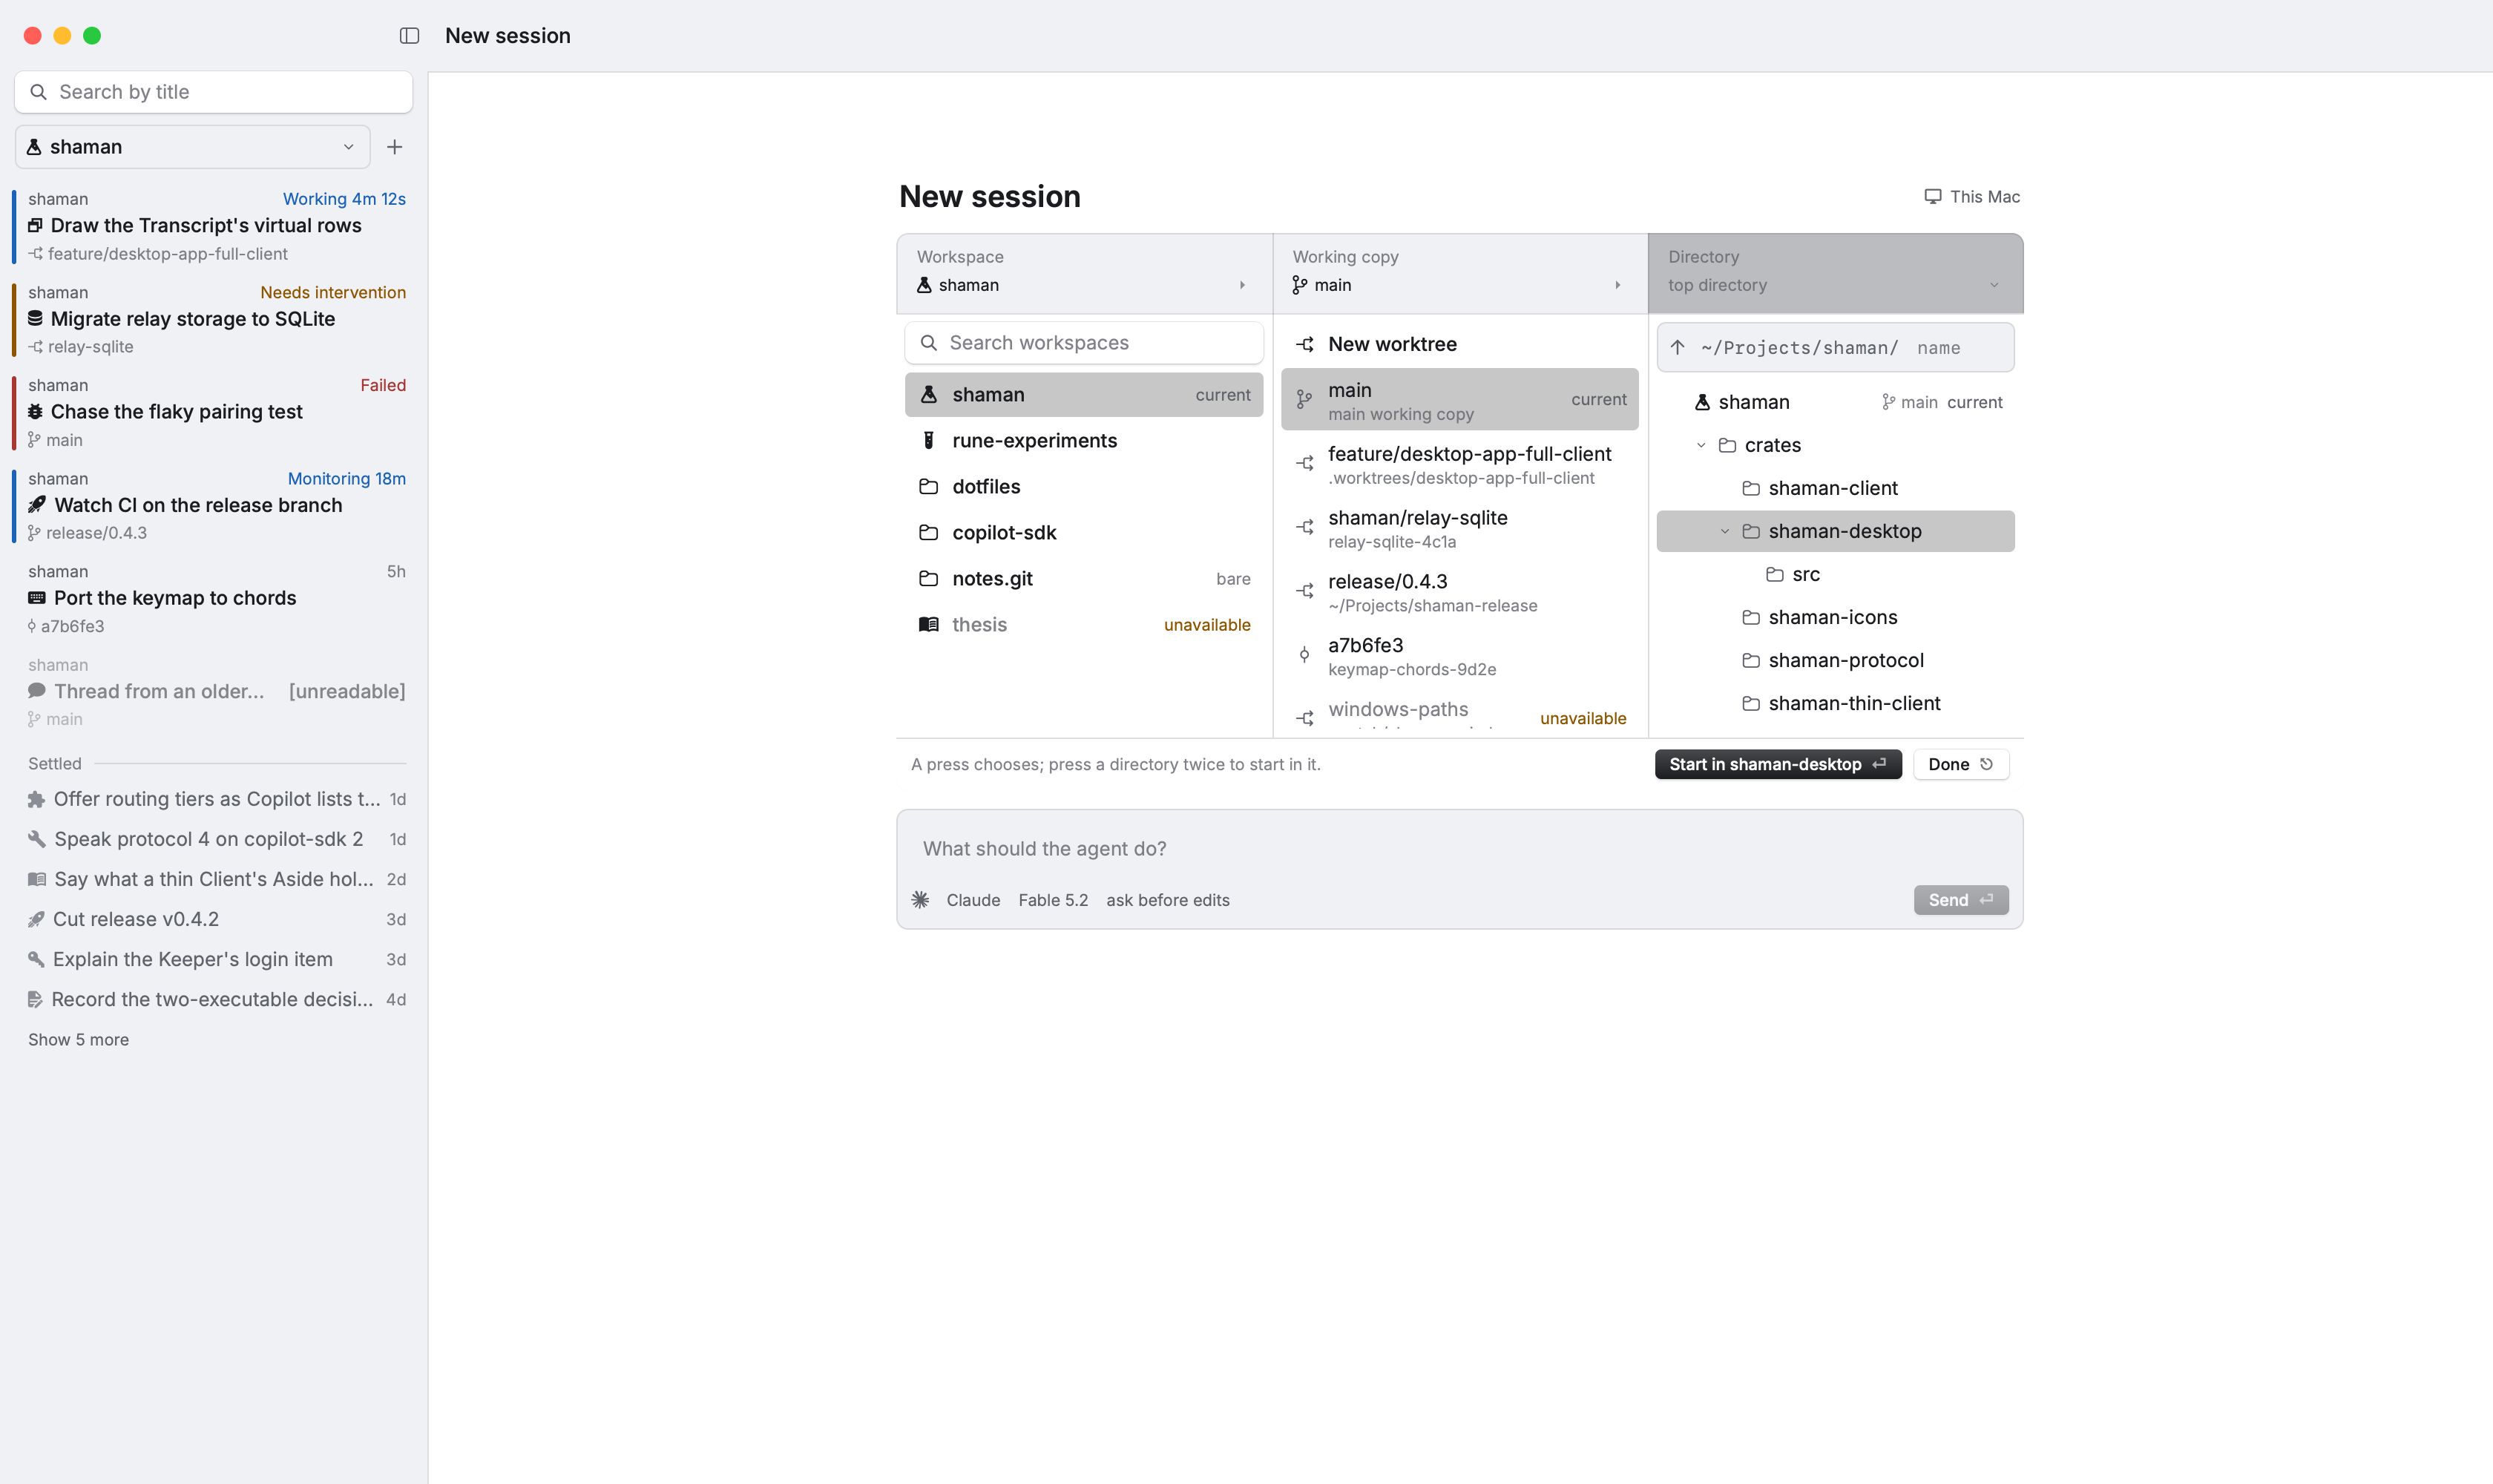 New session
Search by title
shaman
shaman Working 4m 12s
Draw the Transcript's virtual rows
feature/desktop-app-full-client
shaman Needs intervention
Migrate relay storage to SQLite
relay-sqlite
shaman Failed
Chase the flaky pairing test
main
shaman Monitoring 18m
Watch CI on the release branch
release/0.4.3
shaman 5h
Port the keymap to chords
a7b6fe3
shaman
Thread from an older... [unreadable]
main
Settled
Offer routing tiers as Copilot lists t... 1d
Speak protocol 4 on copilot-sdk 2 1d
Say what a thin Client's Aside hol... 2d
Cut release v0.4.2 3d
Explain the Keeper's login item 3d
Record the two-executable decisi... 4d
Show 5 more
New session
This Mac
Workspace
shaman
Working copy
main
Directory
top directory
Search workspaces
shaman current
rune-experiments
dotfiles
copilot-sdk
notes.git bare
thesis unavailable
New worktree
main
main working copy
current
feature/desktop-app-full-client
.worktrees/desktop-app-full-client
shaman/relay-sqlite
relay-sqlite-4c1a
release/0.4.3
~/Projects/shaman-release
a7b6fe3
keymap-chords-9d2e
windows-paths
unavailable
~/Projects/shaman/ name
shaman main current
crates
shaman-client
shaman-desktop
src
shaman-icons
shaman-protocol
shaman-thin-client
A press chooses; press a directory twice to start in it.
Start in shaman-desktop
Done
What should the agent do?
Claude Fable 5.2 ask before edits
Send